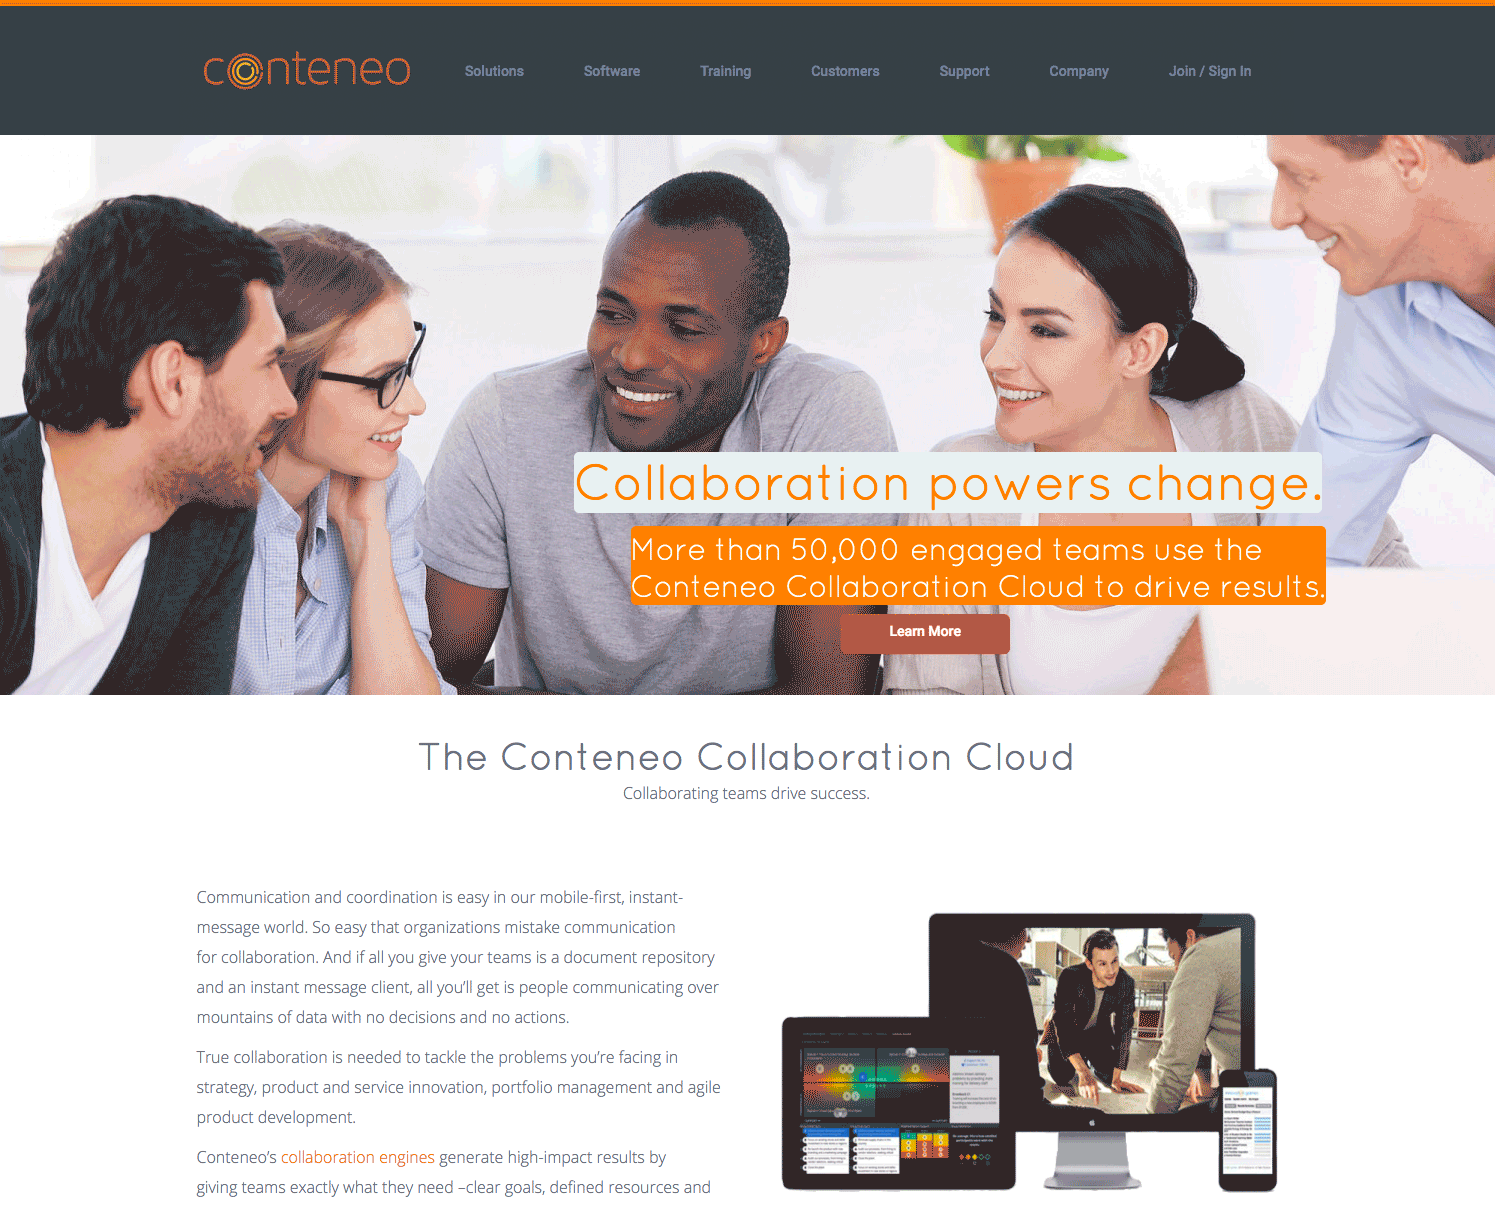 conteneo
Solutions
Software
Training
Customers
Support
Company
Join / Sign In
Collaboration powers change.
More than 50,000 engaged teams use the
Conteneo Collaboration Cloud to drive results.
Learn More
The Conteneo Collaboration Cloud
Collaborating teams drive success.
Communication and coordination is easy in our mobile-first, instant-
message world. So easy that organizations mistake communication
for collaboration. And if all you give your teams is a document repository
and an instant message client, all you’ll get is people communicating over
mountains of data with no decisions and no actions.
True collaboration is needed to tackle the problems you’re facing in
strategy, product and service innovation, portfolio management and agile
product development.
Conteneo’s collaboration engines generate high-impact results by
giving teams exactly what they need –clear goals, defined resources and